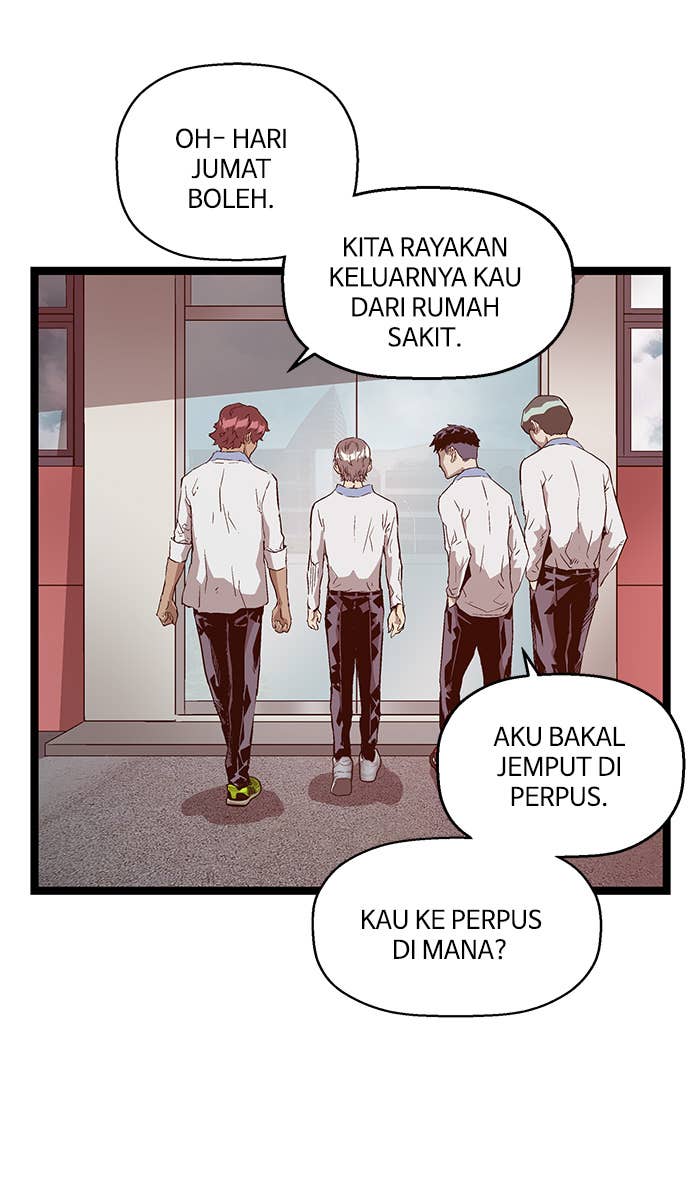 OH- HARI
JUMAT
BOLEH.
KITA RAYAKAN
KELUARNYA KAU
DARI RUMAH
SAKIT.
AKU BAKAL
JEMPUT DI
PERPUS.
KAU KE PERPUS
DI MANA?